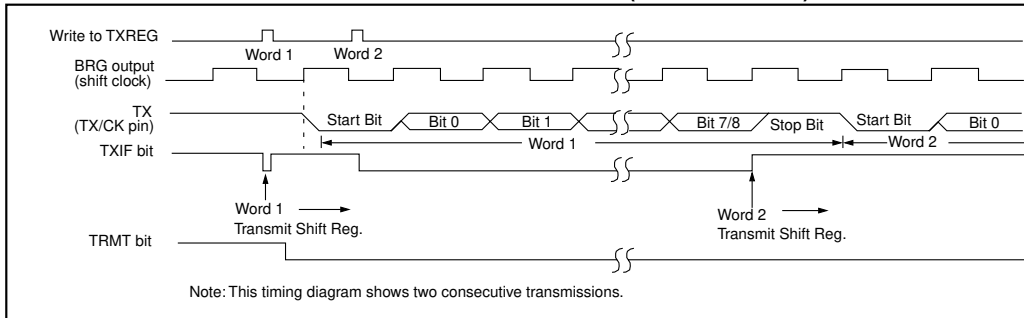 Write to TXREG
Word 1 Word 2
BRG output
(shift clock)
TX
(TX/CK pin)
Start Bit Bit 0 Bit 1 Bit 7/8 Stop Bit Start Bit Bit 0
Word 1 Word 2
TXIF bit
Word 1 Word 2
Transmit Shift Reg. Transmit Shift Reg.
TRMT bit
Note: This timing diagram shows two consecutive transmissions.